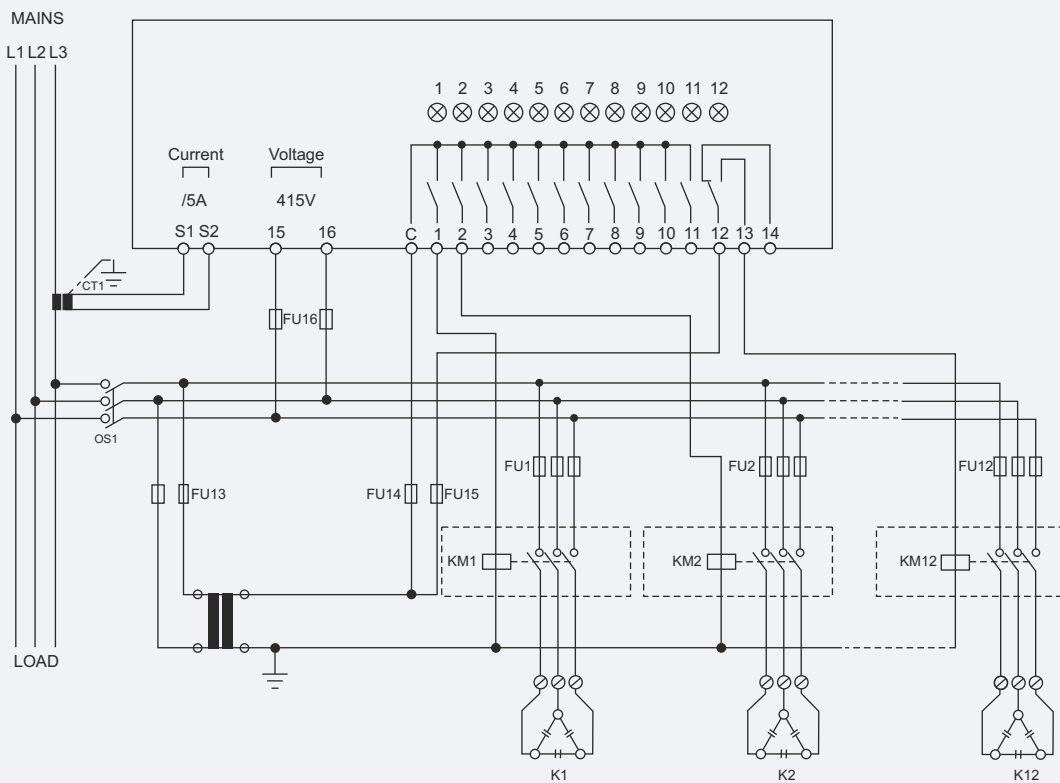 MAINS
L1 L2 L3
1 2 3 4 5 6 7 8 9 10 11 12
Current Voltage
/5A 415V
S1 S2 15 16 C 1 2 3 4 5 6 7 8 9 10 11 12 13 14
CT1
FU16
OS1
FU1 FU2 FU12
FU13 FU14 FU15
KM1 KM2 KM12
LOAD
K1 K2 K12